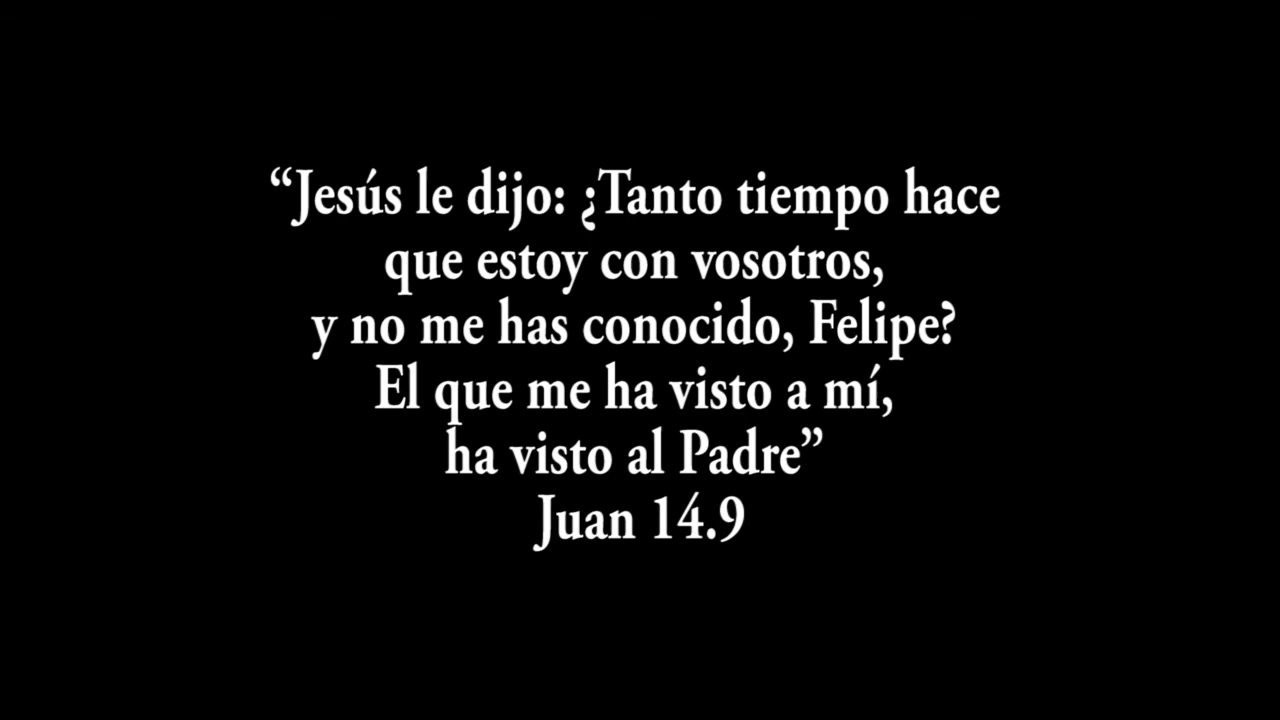 “Jesús le dijo: ¿Tanto tiempo hace
que estoy con vosotros,
y no me has conocido, Felipe?
El que me ha visto a mí,
ha visto al Padre”
Juan 14.9